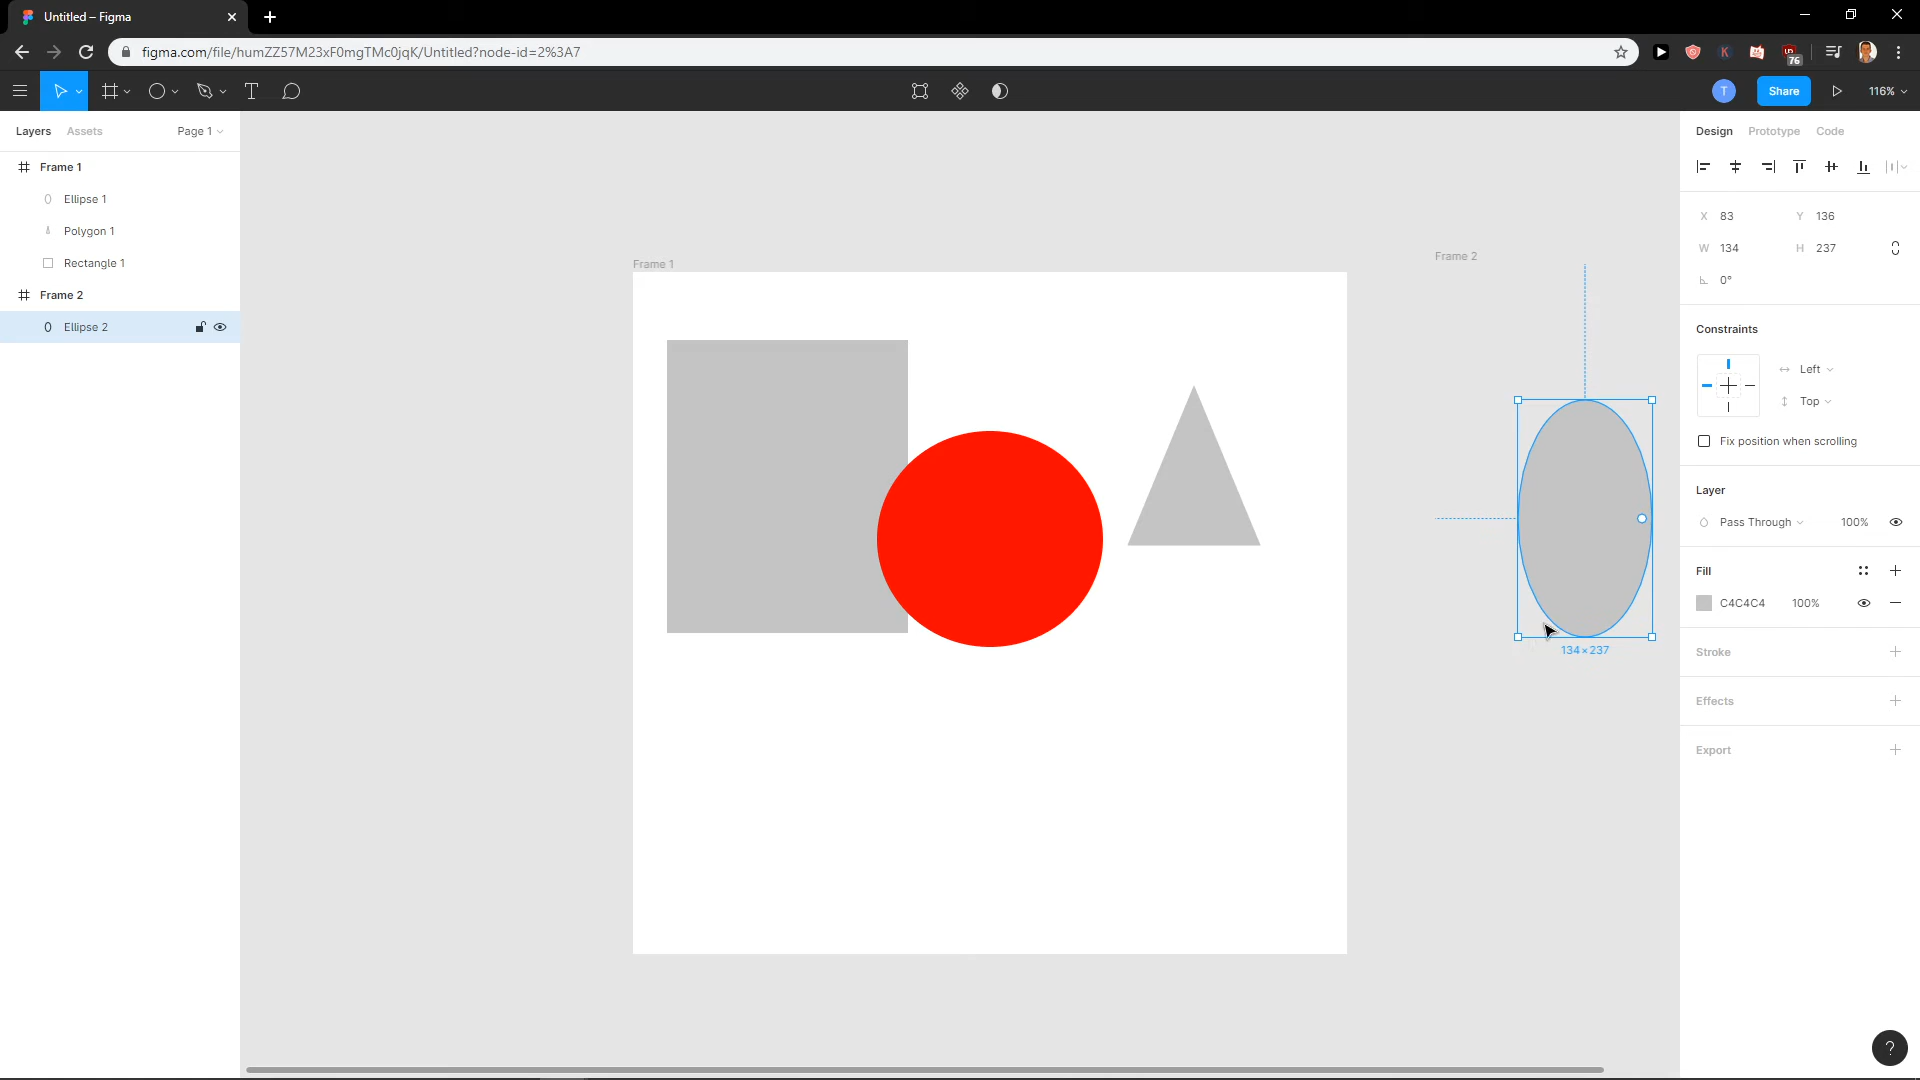 Untitled – Figma
figma.com/file/humZZ57M23xF0mgTMc0jqK/Untitled?node-id=2%3A7
K
76
T
Share
116%
Layers
Assets
Page 1
Design
Prototype
Code
Frame 1
Ellipse 1
Polygon 1
Rectangle 1
Frame 2
Ellipse 2
Frame 1
Frame 2
134×237
X 83
Y 136
W 134
H 237
0°
Constraints
Left
Top
Fix position when scrolling
Layer
Pass Through
100%
Fill
C4C4C4
100%
Stroke
Effects
Export
?